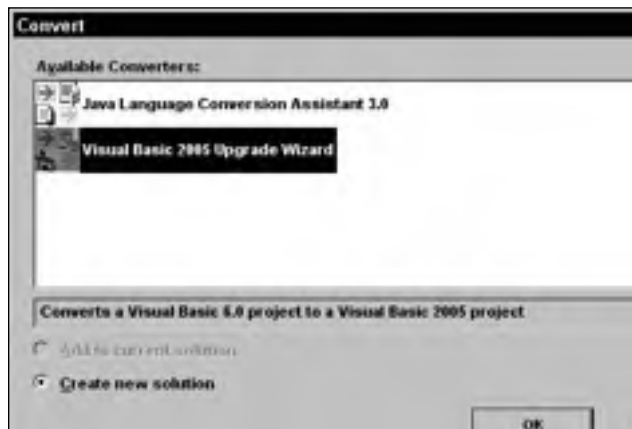 Convert
Available Converters:
Java Language Conversion Assistant 3.0
Visual Basic 2005 Upgrade Wizard
Converts a Visual Basic 6.0 project to a Visual Basic 2005 project
Add to current solution
Create new solution
OK